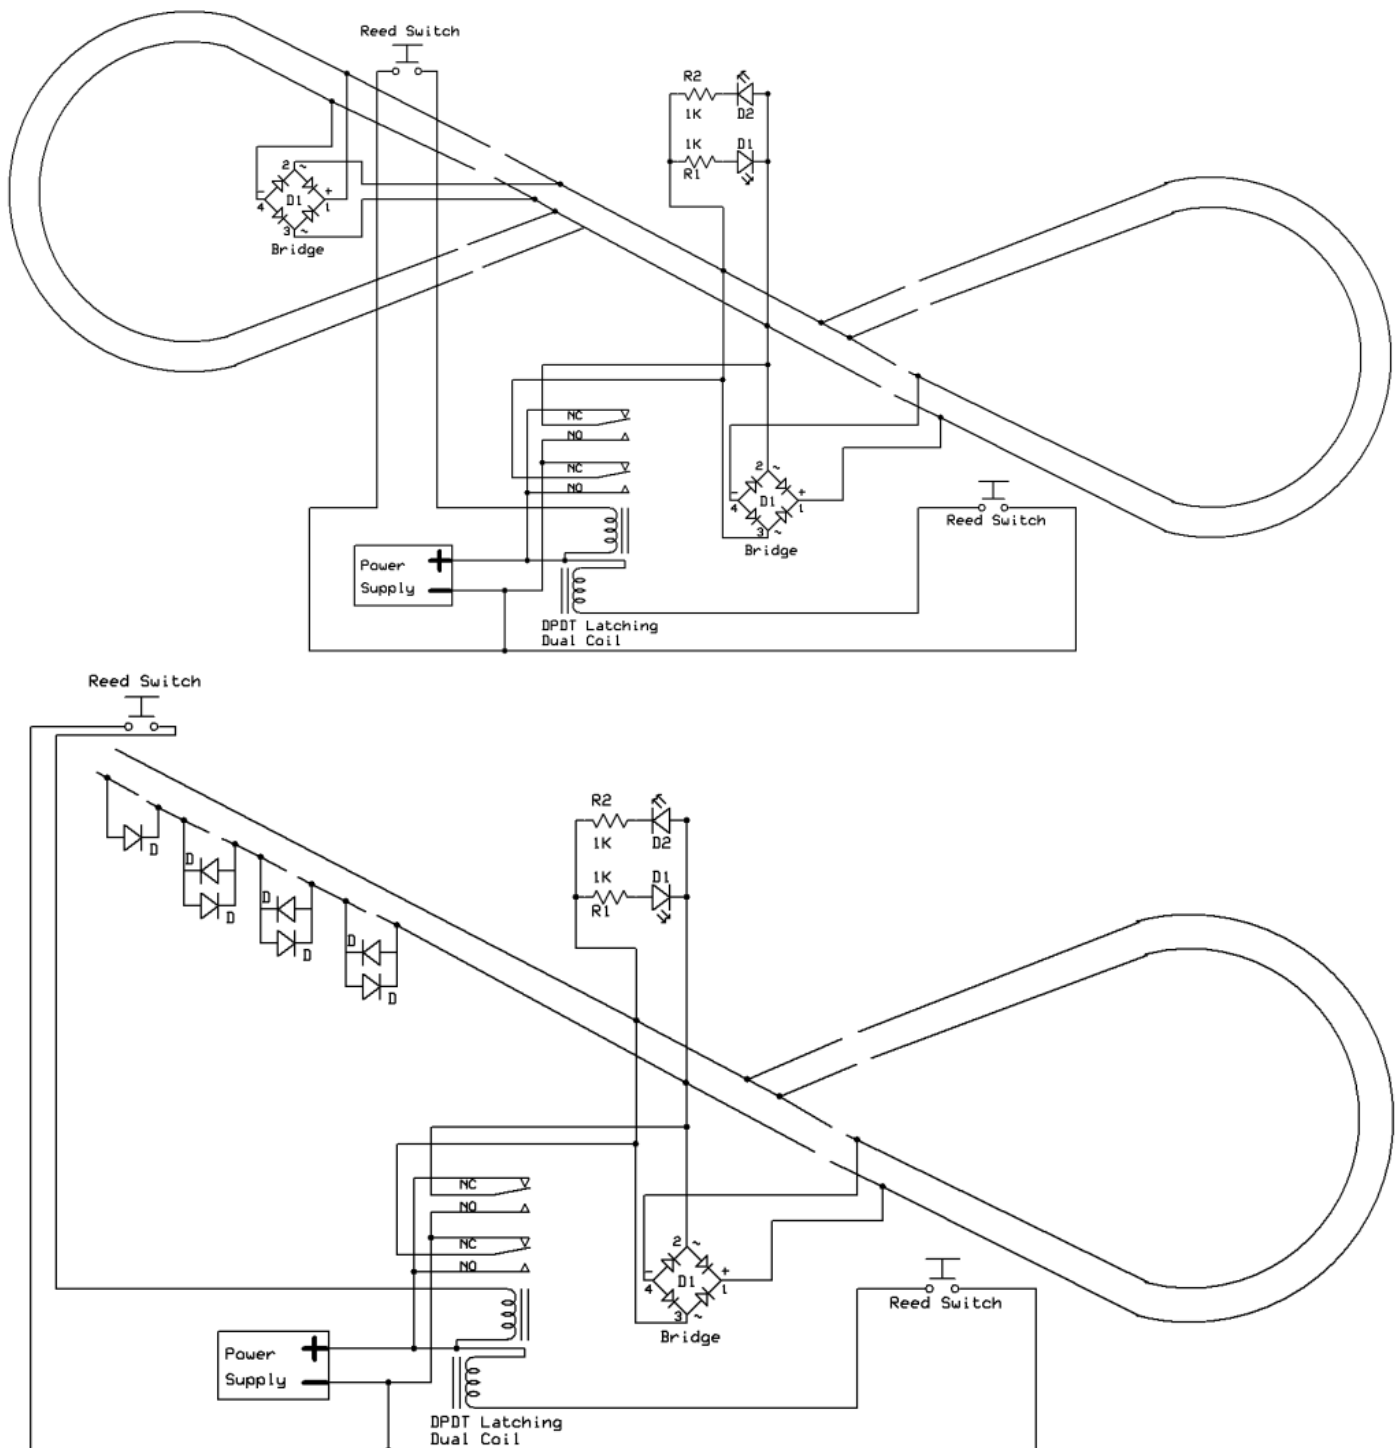 Reed Switch
R2
1K
D2
1K
D1
R1
2 ~
- D1 +
4 1
3 ~
Bridge
NC
NO
NC
NO
2 ~
- D1 +
4 1
3 ~
Bridge
Reed Switch
Power +
Supply -
DPDT Latching
Dual Coil
Reed Switch
R2
1K
D2
1K
D1
R1
D
D
D
D
D
D
D
NC
NO
NC
NO
2 ~
- D1 +
4 1
3 ~
Bridge
Reed Switch
Power +
Supply -
DPDT Latching
Dual Coil